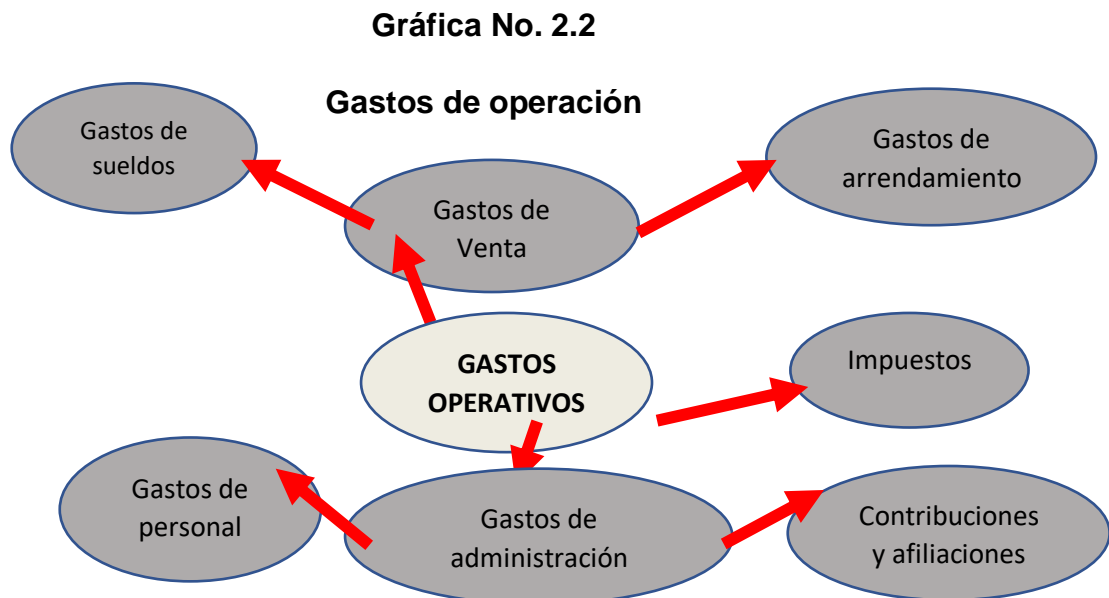 Gráfica No. 2.2
Gastos de operación
Gastos de
sueldos
Gastos de
Venta
Gastos de
arrendamiento
GASTOS
OPERATIVOS
Impuestos
Gastos de
personal
Gastos de
administración
Contribuciones
y afiliaciones